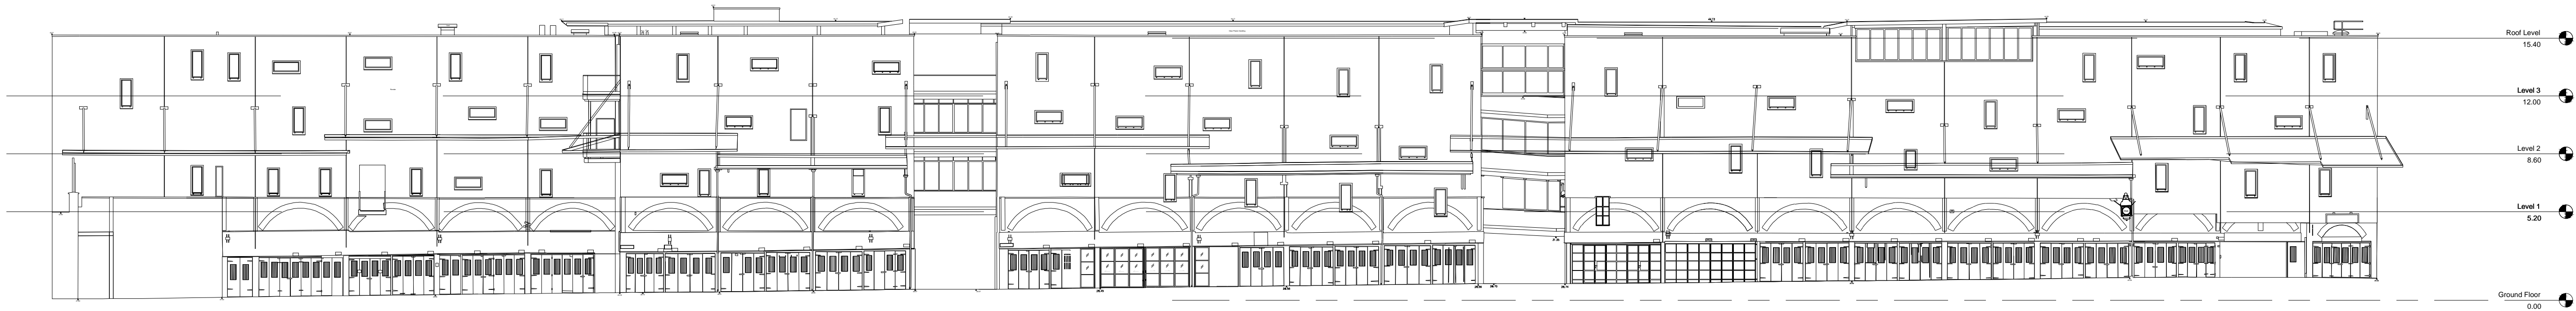 Roof Level
15.40
Level 3
12.00
Level 2
8.60
Level 1
5.20
Ground Floor
0.00